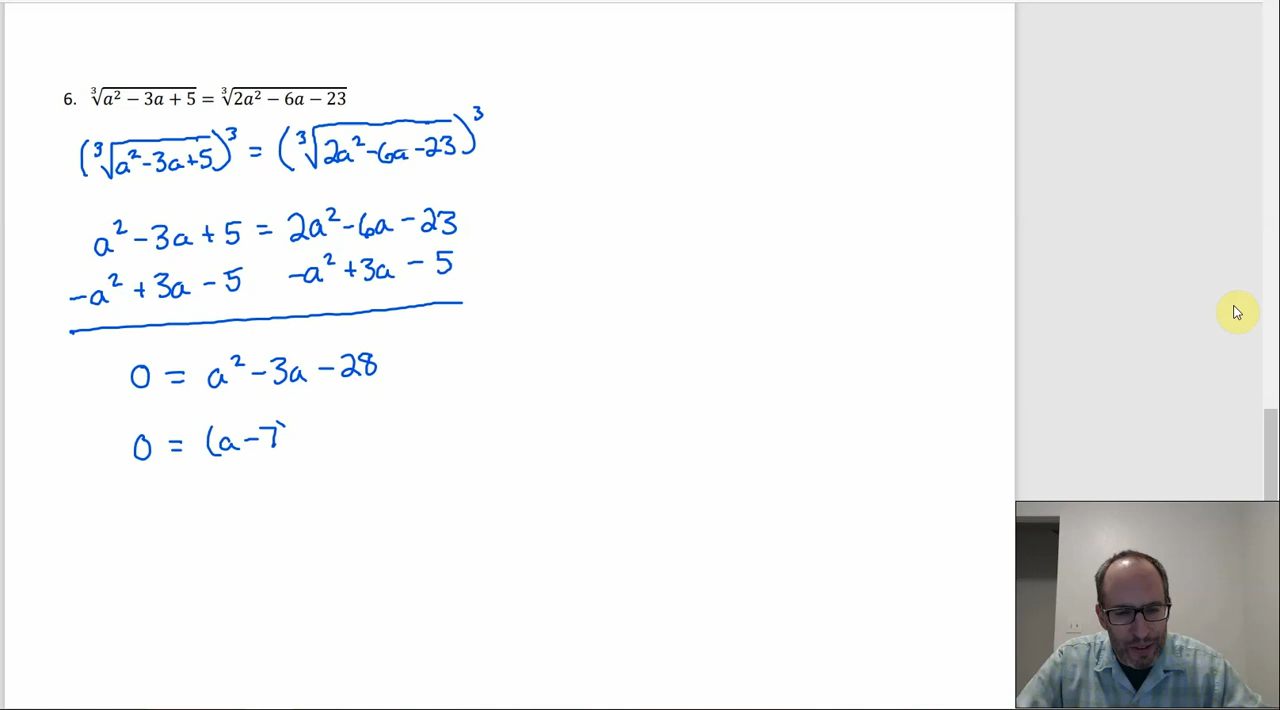 6. ∛(a² − 3a + 5) = ∛(2a² − 6a − 23)
(∛(a²-3a+5))³ = (∛(2a²-6a-23))³
a² -3a + 5 = 2a² -6a - 23
-a² + 3a - 5 -a² +3a - 5
0 = a² -3a -28
0 = (a -7)